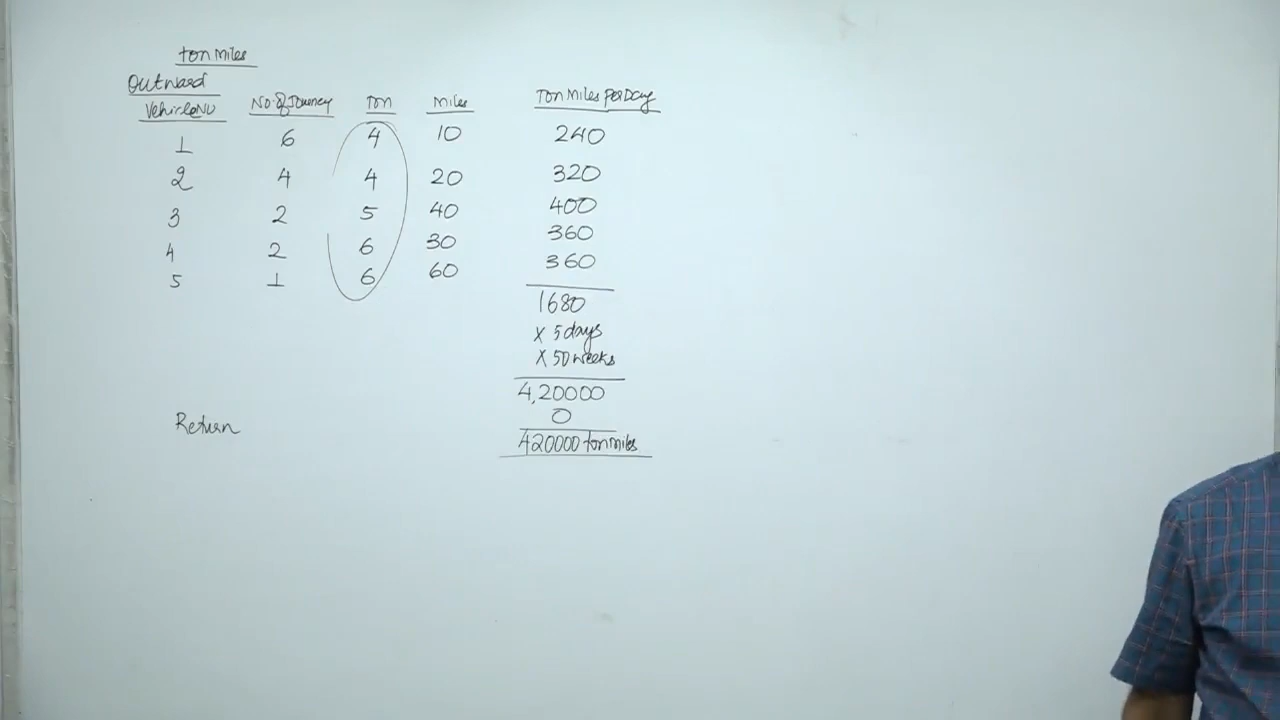 Ton Miles
Outward
Vehicle No No. of Journey Ton Miles Ton Miles Per Day
1 6 4 10 240
2 4 4 20 320
3 2 5 40 400
4 2 6 30 360
5 1 6 60 360
1680
X 5 days
X 50 weeks
4,20000
Return 0
420000 ton miles